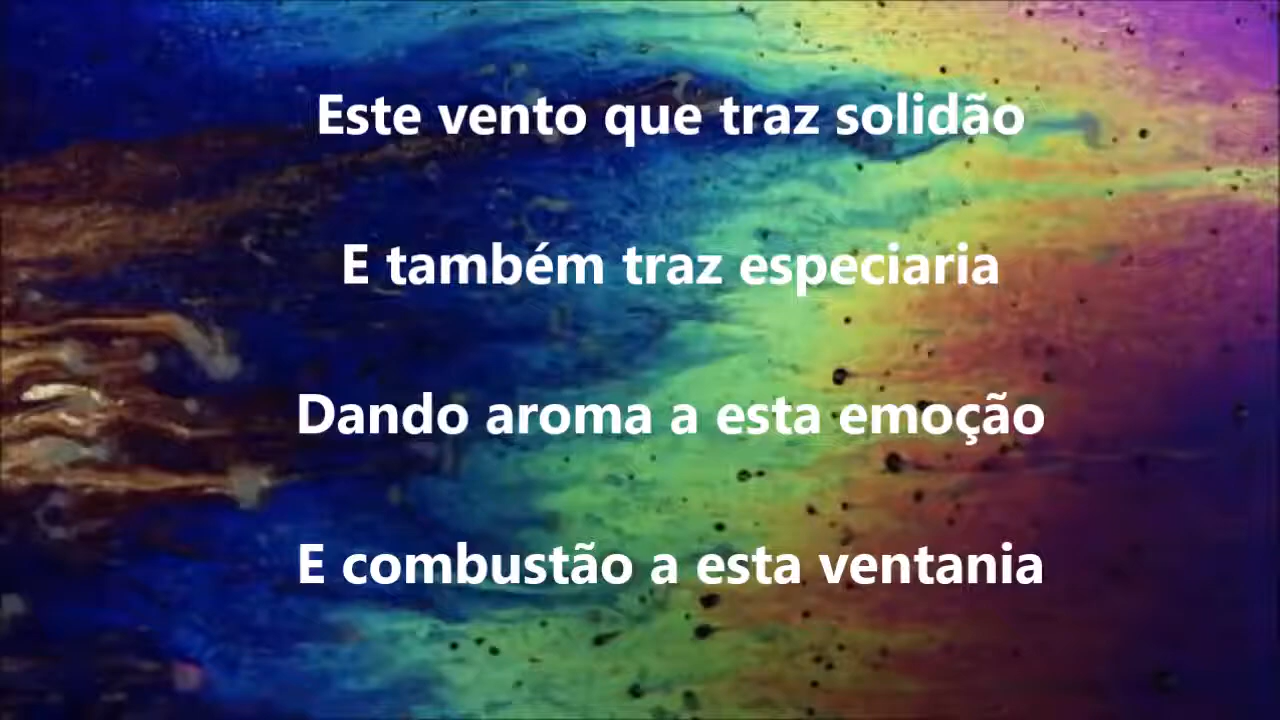 Este vento que traz solidão
E também traz especiaria
Dando aroma a esta emoção
E combustão a esta ventania